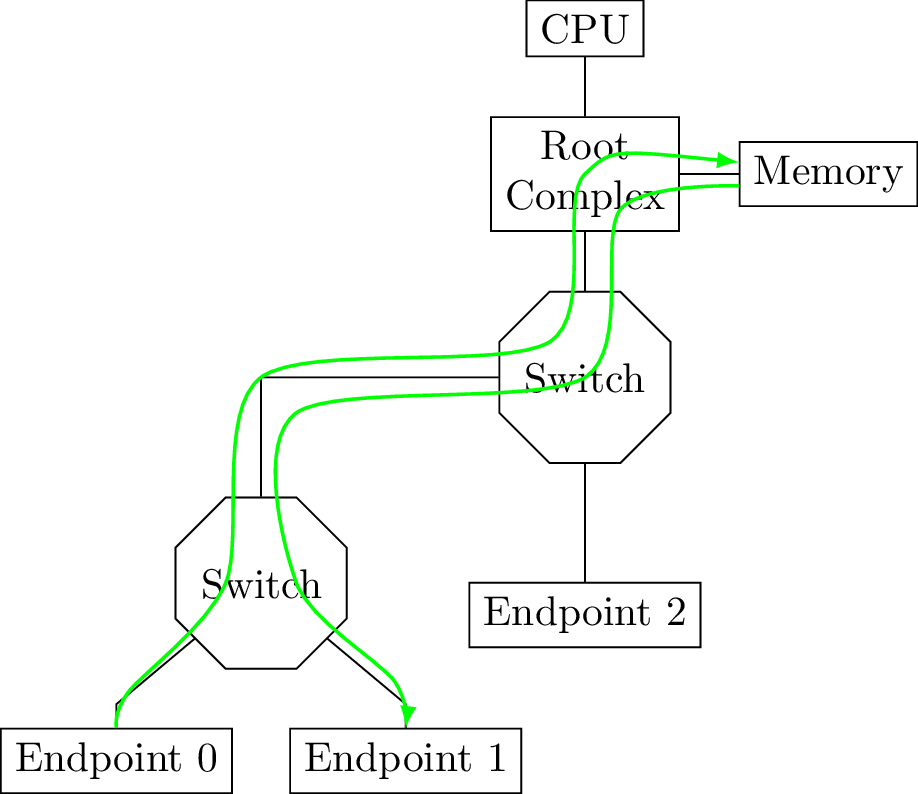 CPU
Root
Complex
Memory
Switch
Switch
Endpoint 2
Endpoint 0
Endpoint 1